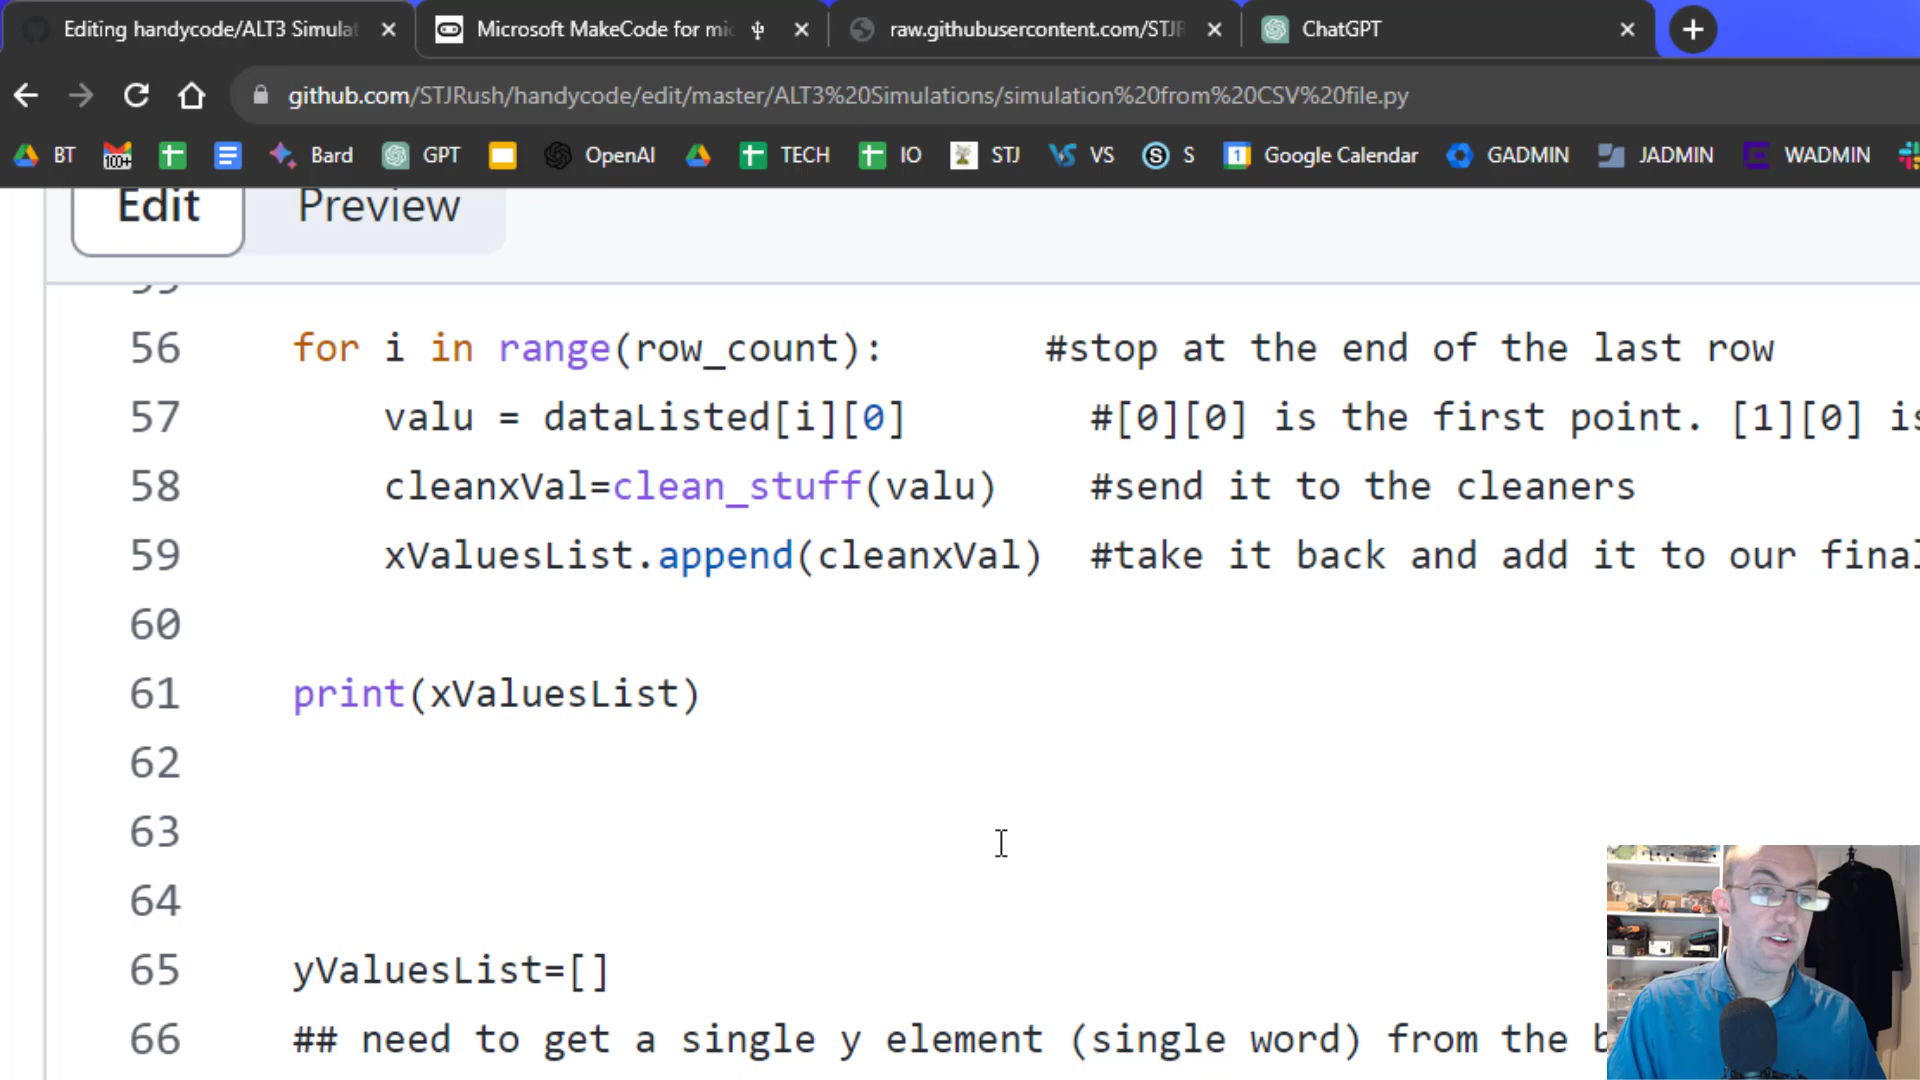 Editing handycode/ALT3 Simulat
Microsoft MakeCode for mic
raw.githubusercontent.com/STJR
ChatGPT
github.com/STJRush/handycode/edit/master/ALT3%20Simulations/simulation%20from%20CSV%20file.py
BT
100+
Bard
GPT
OpenAI
TECH
IO
STJ
VS
S
1
Google Calendar
GADMIN
JADMIN
WADMIN
Edit
Preview
56 for i in range(row_count): #stop at the end of the last row
57 valu = dataListed[i][0] #[0][0] is the first point. [1][0] is
58 cleanxVal=clean_stuff(valu) #send it to the cleaners
59 xValuesList.append(cleanxVal) #take it back and add it to our final
60
61 print(xValuesList)
62
63
64
65 yValuesList=[]
66 ## need to get a single y element (single word) from the